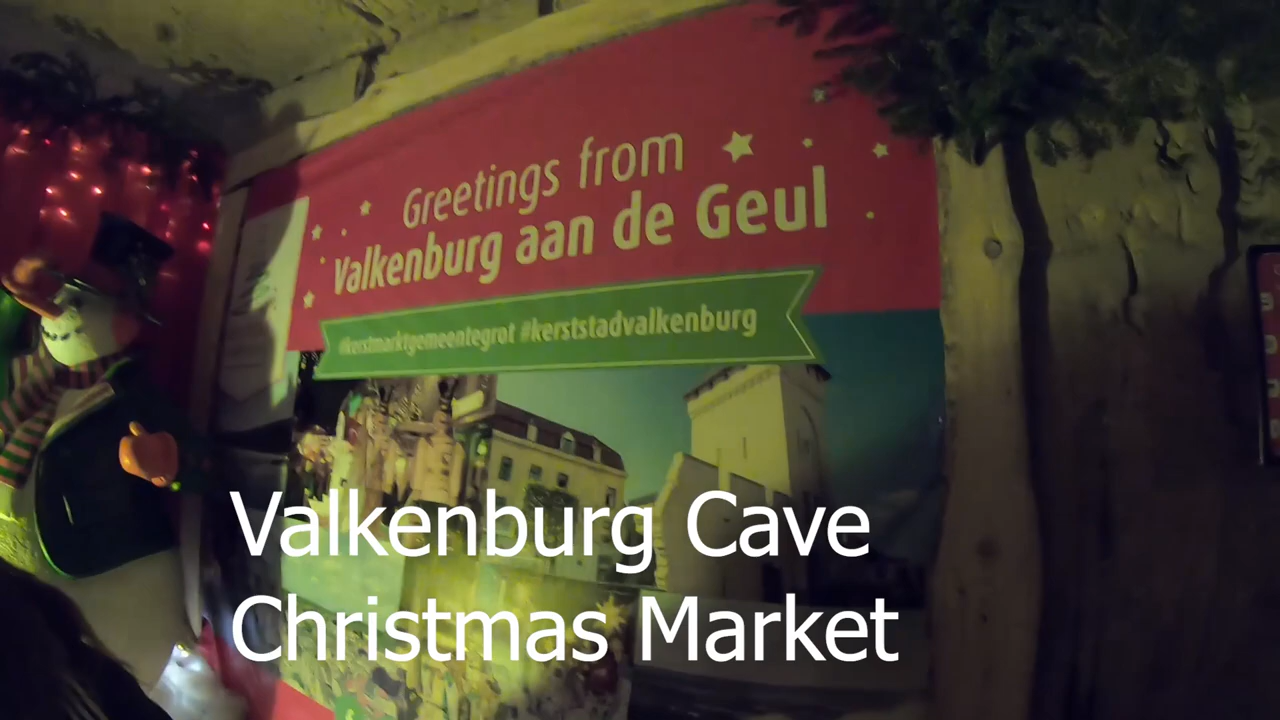 Greetings from
Valkenburg aan de Geul
#kerstmarktgemeentegrot #kerststadvalkenburg
Valkenburg Cave
Christmas Market